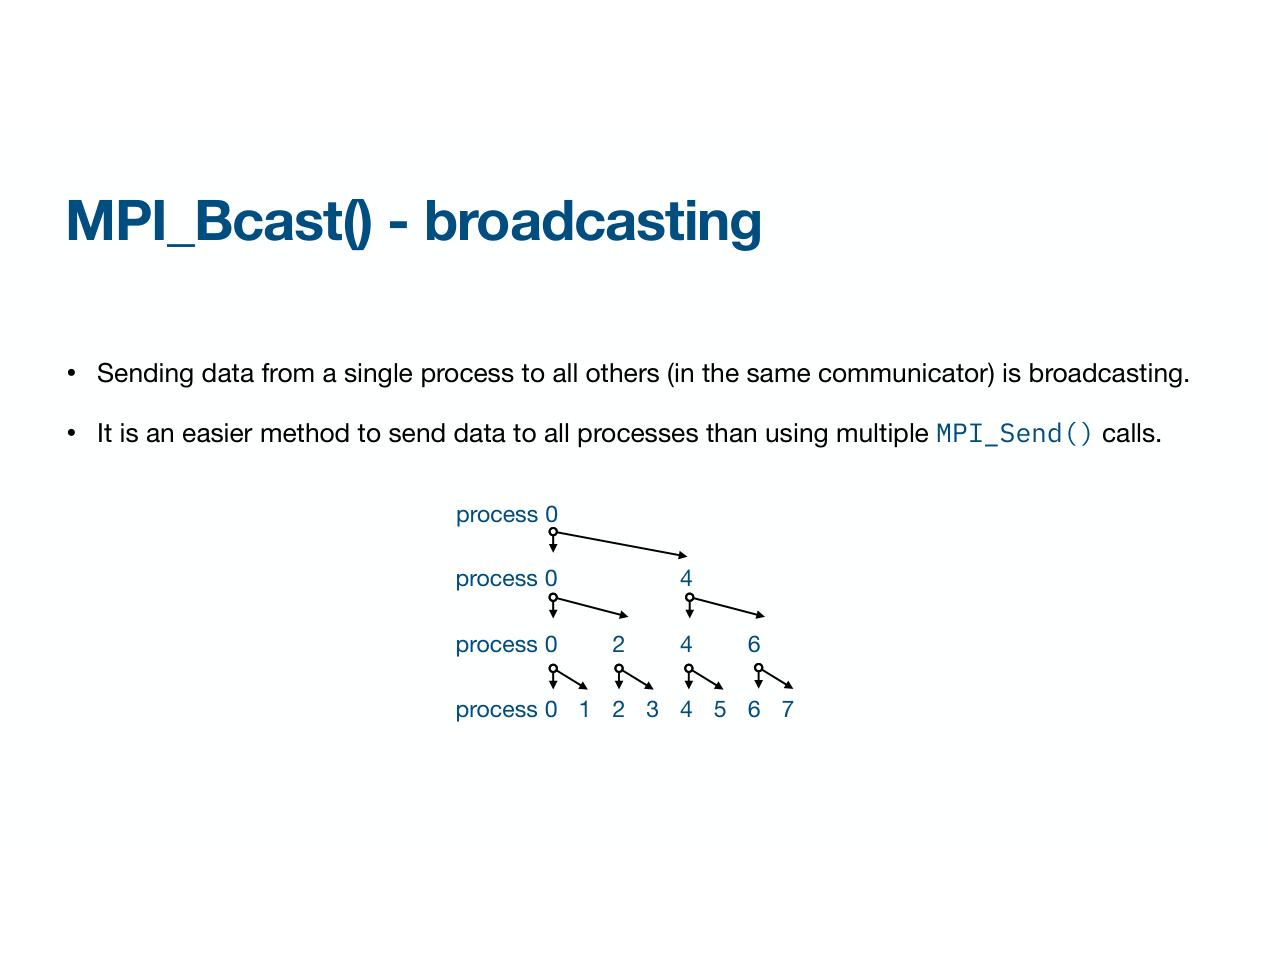 MPI_Bcast() - broadcasting
• Sending data from a single process to all others (in the same communicator) is broadcasting.
• It is an easier method to send data to all processes than using multiple MPI_Send() calls.
process 0
process 0 4
process 0 2 4 6
process 0 1 2 3 4 5 6 7